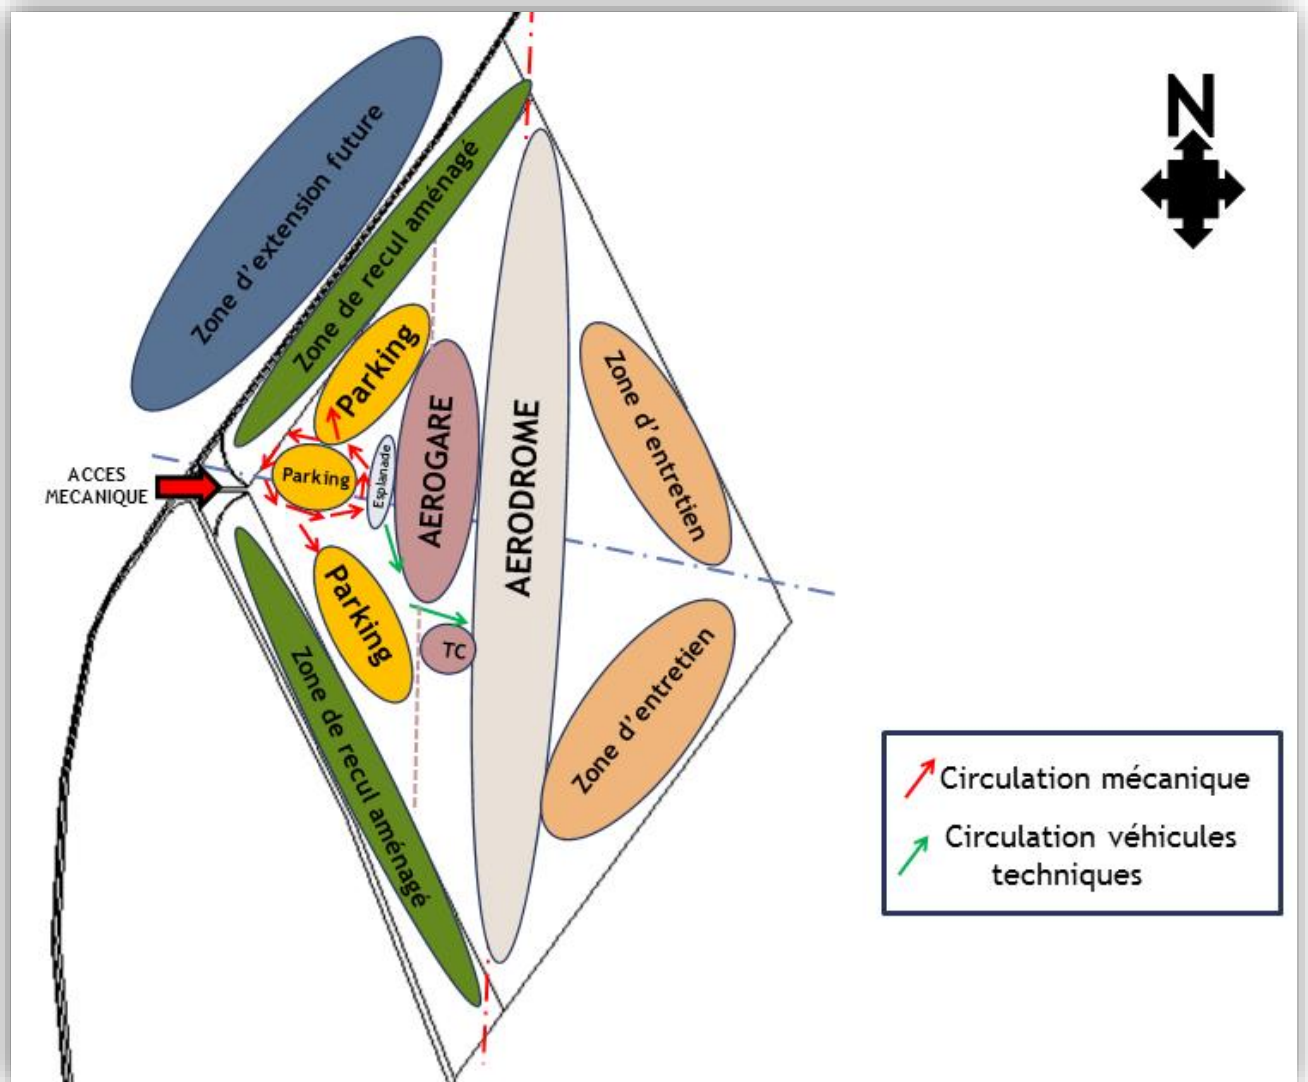 N
Zone d'extension future
Zone de recul aménagé
Parking
AEROGARE
AERODROME
Zone d'entretien
Esplanade
Parking
ACCES
MECANIQUE
Parking
TC
Zone d'entretien
Zone de recul aménagé
Circulation mécanique
Circulation véhicules
techniques